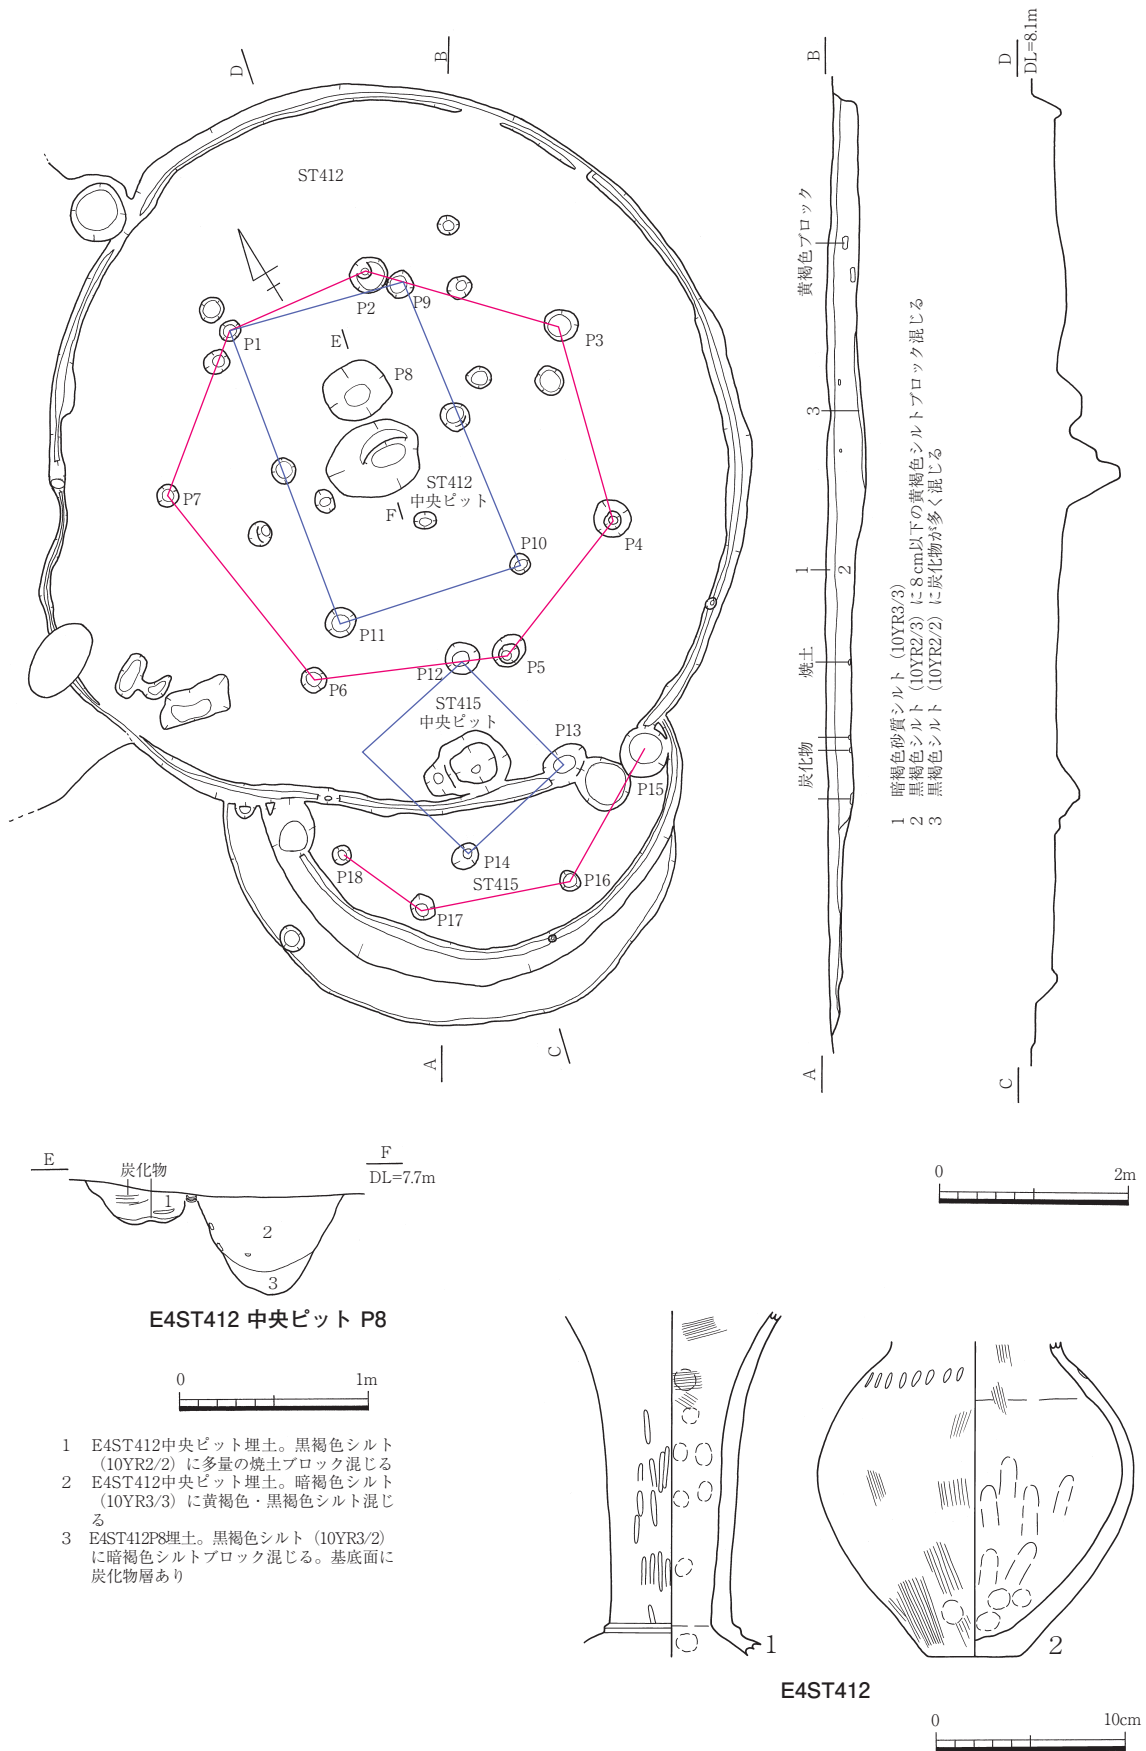 D
B
ST412
P2
P9
P1
P3
E
P8
ST412
中央ピット
P7
F
P4
P10
P11
P12
P5
P6
ST415
中央ピット
P13
P15
P14
P18
ST415
P16
P17
A
C
B
黄褐色ブロック
3
1
2
焼土
炭化物
A
1 暗褐色砂質シルト（10YR3/3）
2 黒褐色シルト（10YR2/3）に8cm以下の黄褐色シルトブロック混じる
3 黒褐色シルト（10YR2/2）に炭化物が多く混じる
D
DL=8.1m
C
0 2m
E
炭化物
F
DL=7.7m
1
2
3
E4ST412 中央ピット P8
0 1m
1 E4ST412中央ピット埋土。黒褐色シルト
（10YR2/2）に多量の焼土ブロック混じる
2 E4ST412中央ピット埋土。暗褐色シルト
（10YR3/3）に黄褐色・黒褐色シルト混じ
る
3 E4ST412P8埋土。黒褐色シルト（10YR3/2）
に暗褐色シルトブロック混じる。基底面に
炭化物層あり
1
2
E4ST412
0 10cm